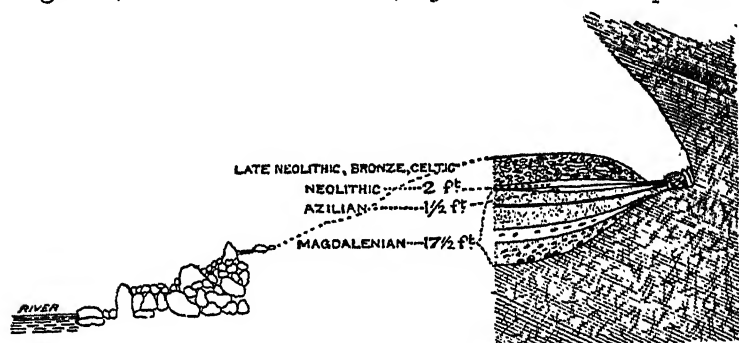 LATE NEOLITHIC, BRONZE, CELTIC
NEOLITHIC 2 ft
AZILIAN 1½ ft
MAGDALENIAN 17½ ft
RIVER